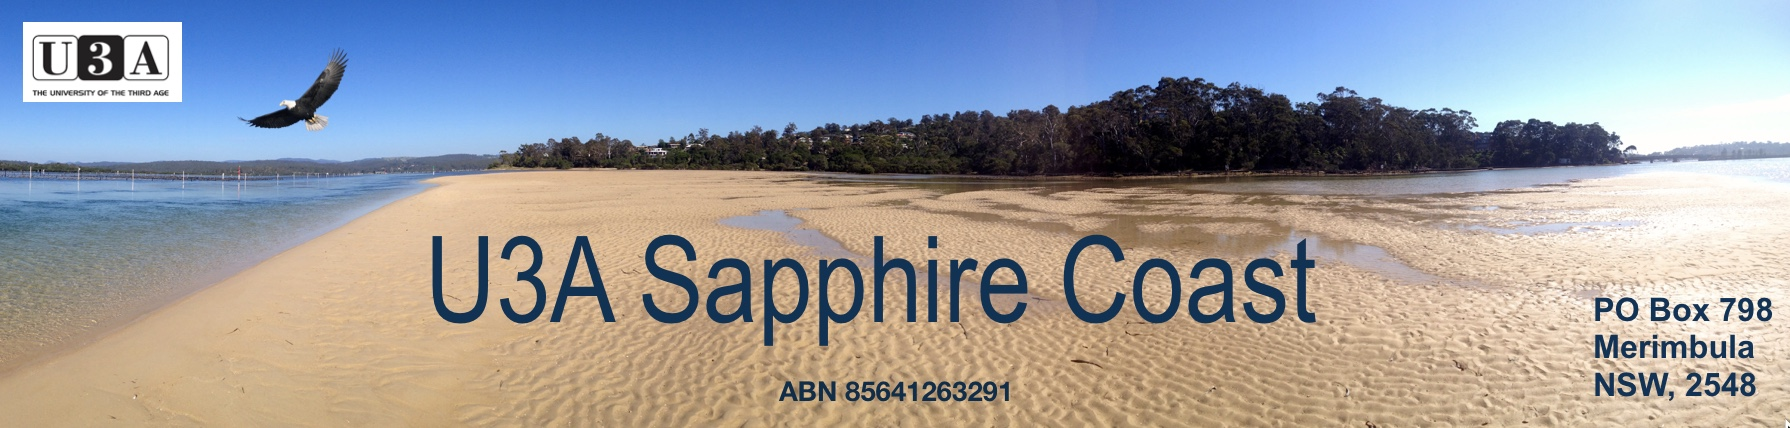 U3A
THE UNIVERSITY OF THE THIRD AGE
U3A Sapphire Coast
PO Box 798
Merimbula
NSW, 2548
ABN 85641263291